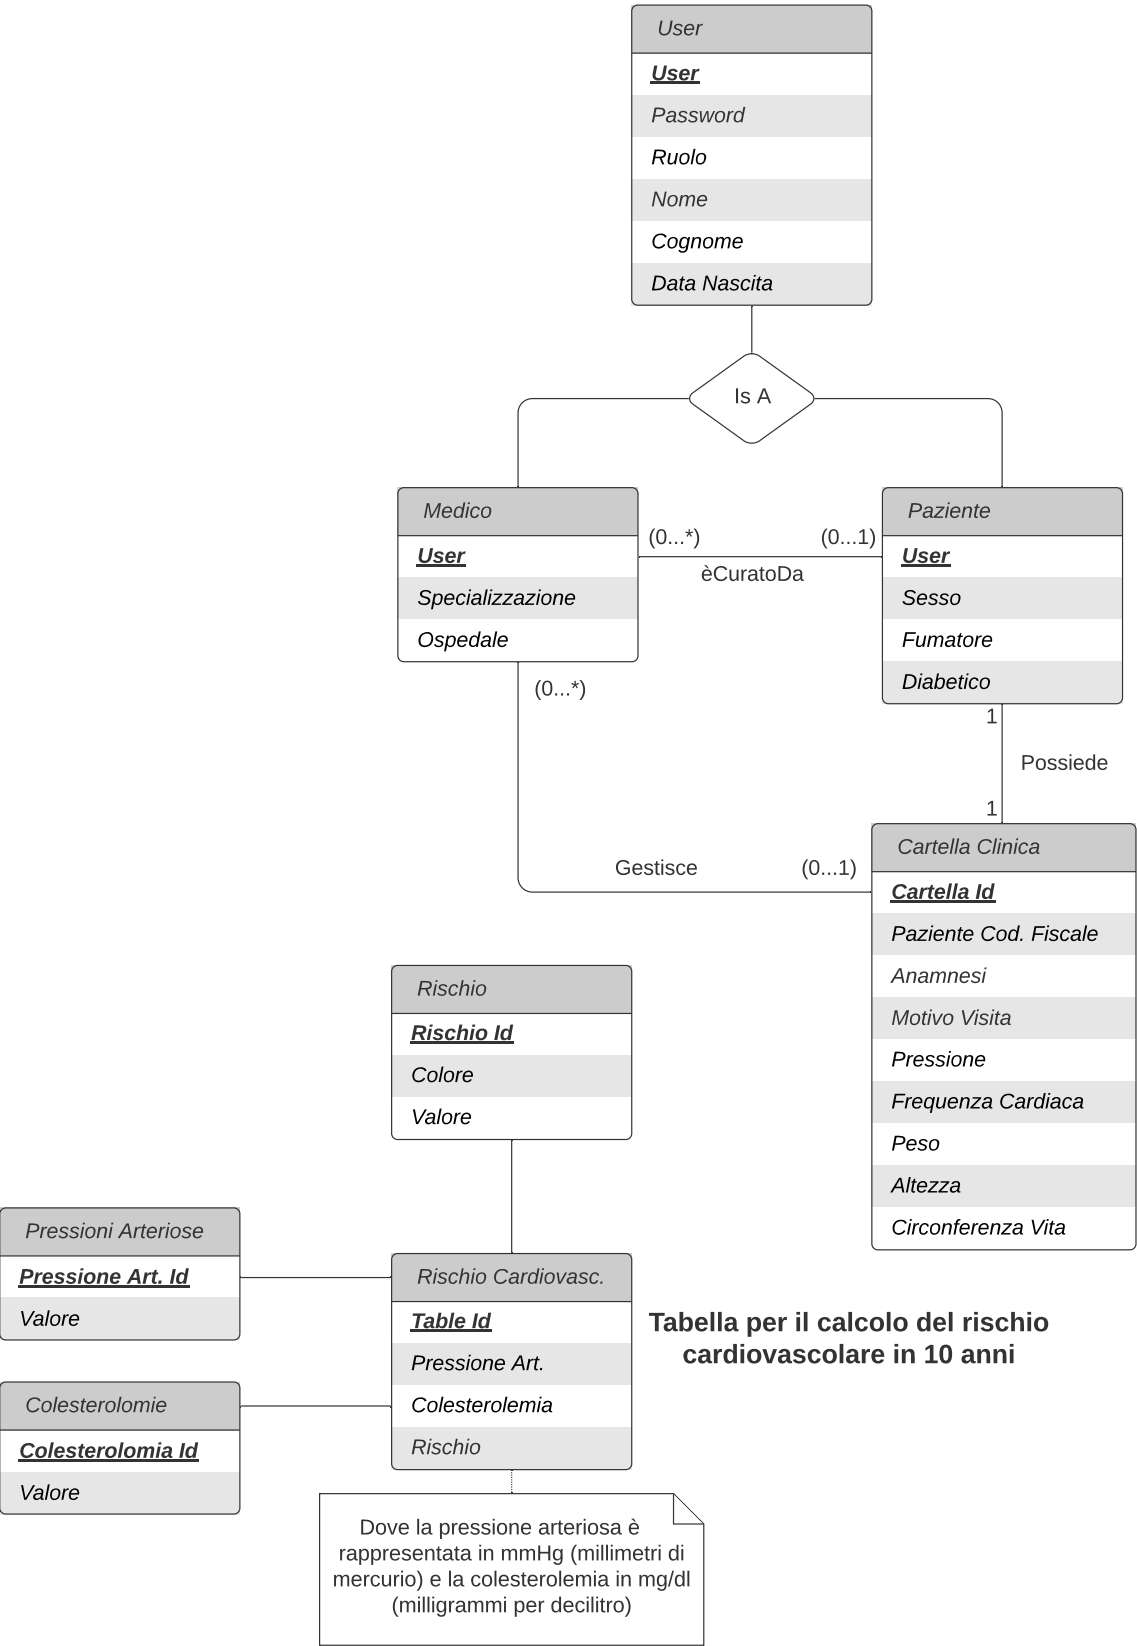 User
User
Password
Ruolo
Nome
Cognome
Data Nascita
Is A
Medico
User
Specializzazione
Ospedale
(0...*)
(0...1)
èCuratoDa
Paziente
User
Sesso
Fumatore
Diabetico
(0...*)
1
Possiede
1
Gestisce
(0...1)
Cartella Clinica
Cartella Id
Paziente Cod. Fiscale
Anamnesi
Motivo Visita
Pressione
Frequenza Cardiaca
Peso
Altezza
Circonferenza Vita
Rischio
Rischio Id
Colore
Valore
Pressioni Arteriose
Pressione Art. Id
Valore
Rischio Cardiovasc.
Table Id
Pressione Art.
Colesterolemia
Rischio
Tabella per il calcolo del rischio
cardiovascolare in 10 anni
Colesterolomie
Colesterolomia Id
Valore
Dove la pressione arteriosa è
rappresentata in mmHg (millimetri di
mercurio) e la colesterolemia in mg/dl
(milligrammi per decilitro)